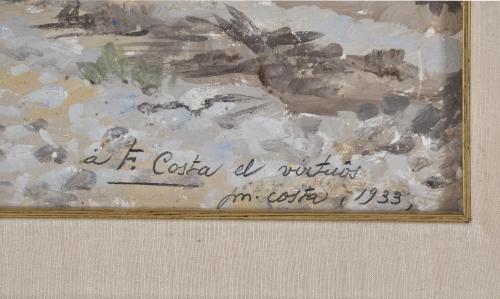 à F. Costa el virtuós
m. costa, 1933,